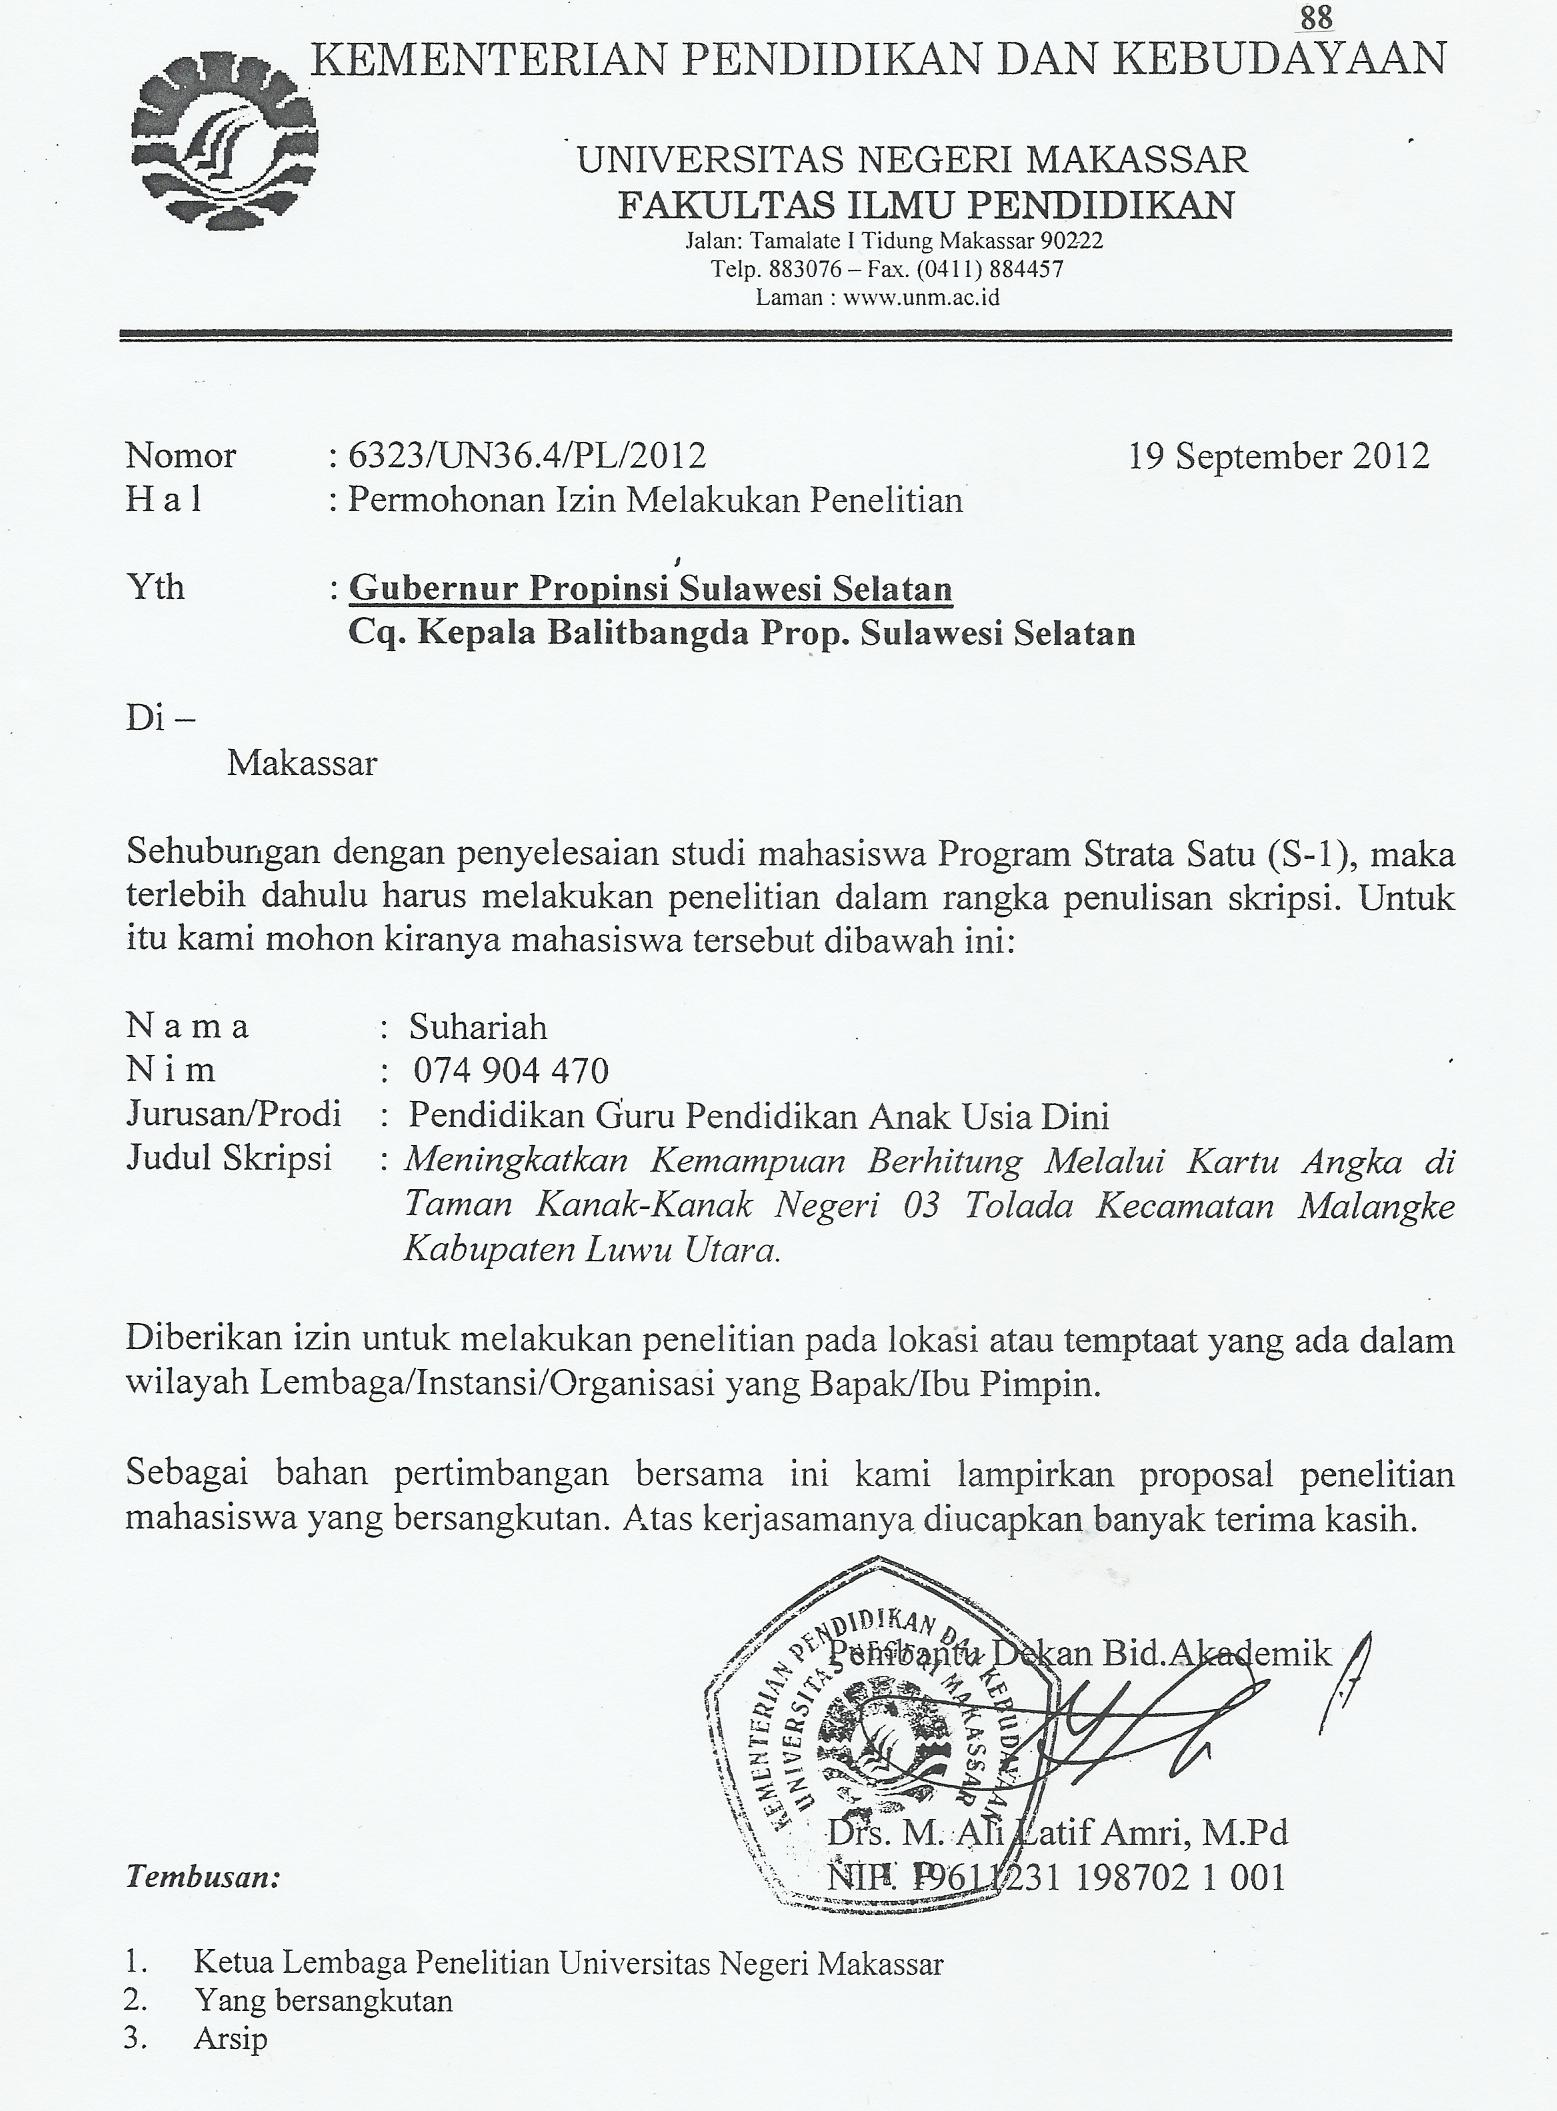 88
KEMENTERIAN PENDIDIKAN DAN KEBUDAYAAN
UNIVERSITAS NEGERI MAKASSAR
FAKULTAS ILMU PENDIDIKAN
Jalan: Tamalate I Tidung Makassar 90222
Telp. 883076 – Fax. (0411) 884457
Laman : www.unm.ac.id
Nomor : 6323/UN36.4/PL/2012 19 September 2012
H a l : Permohonan Izin Melakukan Penelitian
Yth : Gubernur Propinsi Sulawesi Selatan
Cq. Kepala Balitbangda Prop. Sulawesi Selatan
Di –
Makassar
Sehubungan dengan penyelesaian studi mahasiswa Program Strata Satu (S-1), maka
terlebih dahulu harus melakukan penelitian dalam rangka penulisan skripsi. Untuk
itu kami mohon kiranya mahasiswa tersebut dibawah ini:
N a m a : Suhariah
N i m : 074 904 470
Jurusan/Prodi : Pendidikan Guru Pendidikan Anak Usia Dini
Judul Skripsi : Meningkatkan Kemampuan Berhitung Melalui Kartu Angka di
Taman Kanak-Kanak Negeri 03 Tolada Kecamatan Malangke
Kabupaten Luwu Utara.
Diberikan izin untuk melakukan penelitian pada lokasi atau temptaat yang ada dalam
wilayah Lembaga/Instansi/Organisasi yang Bapak/Ibu Pimpin.
Sebagai bahan pertimbangan bersama ini kami lampirkan proposal penelitian
mahasiswa yang bersangkutan. Atas kerjasamanya diucapkan banyak terima kasih.
KEMENTERIAN PENDIDIKAN DAN KEBUDAYAAN
UNIVERSITAS NEGERI MAKASSAR
Pembantu Dekan Bid.Akademik
Drs. M. Ali Latif Amri, M.Pd
NIP. 19611231 198702 1 001
Tembusan:
1. Ketua Lembaga Penelitian Universitas Negeri Makassar
2. Yang bersangkutan
3. Arsip